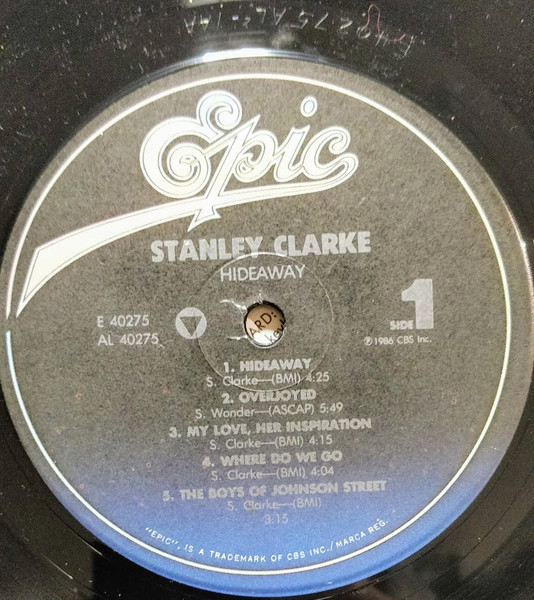 Epic
STANLEY CLARKE
HIDEAWAY
E 40275
AL 40275
SIDE 1
℗1986 CBS Inc.
1. HIDEAWAY
S. Clarke—(BMI) 4:25
2. OVERJOYED
S. Wonder—(ASCAP) 5:49
3. MY LOVE, HER INSPIRATION
S. Clarke—(BMI) 4:15
4. WHERE DO WE GO
S. Clarke—(BMI) 4:04
5. THE BOYS OF JOHNSON STREET
S. Clarke—(BMI)
3:15
"EPIC", IS A TRADEMARK OF CBS INC./MARCA REG.
ARD: